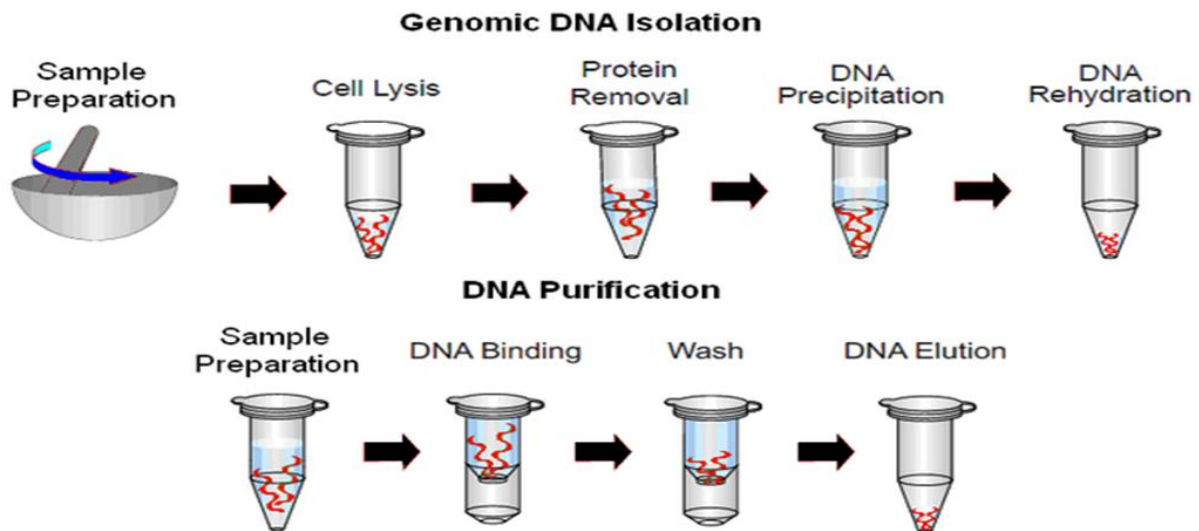 Genomic DNA Isolation
Sample
Preparation
Cell Lysis
Protein
Removal
DNA
Precipitation
DNA
Rehydration
DNA Purification
Sample
Preparation
DNA Binding
Wash
DNA Elution